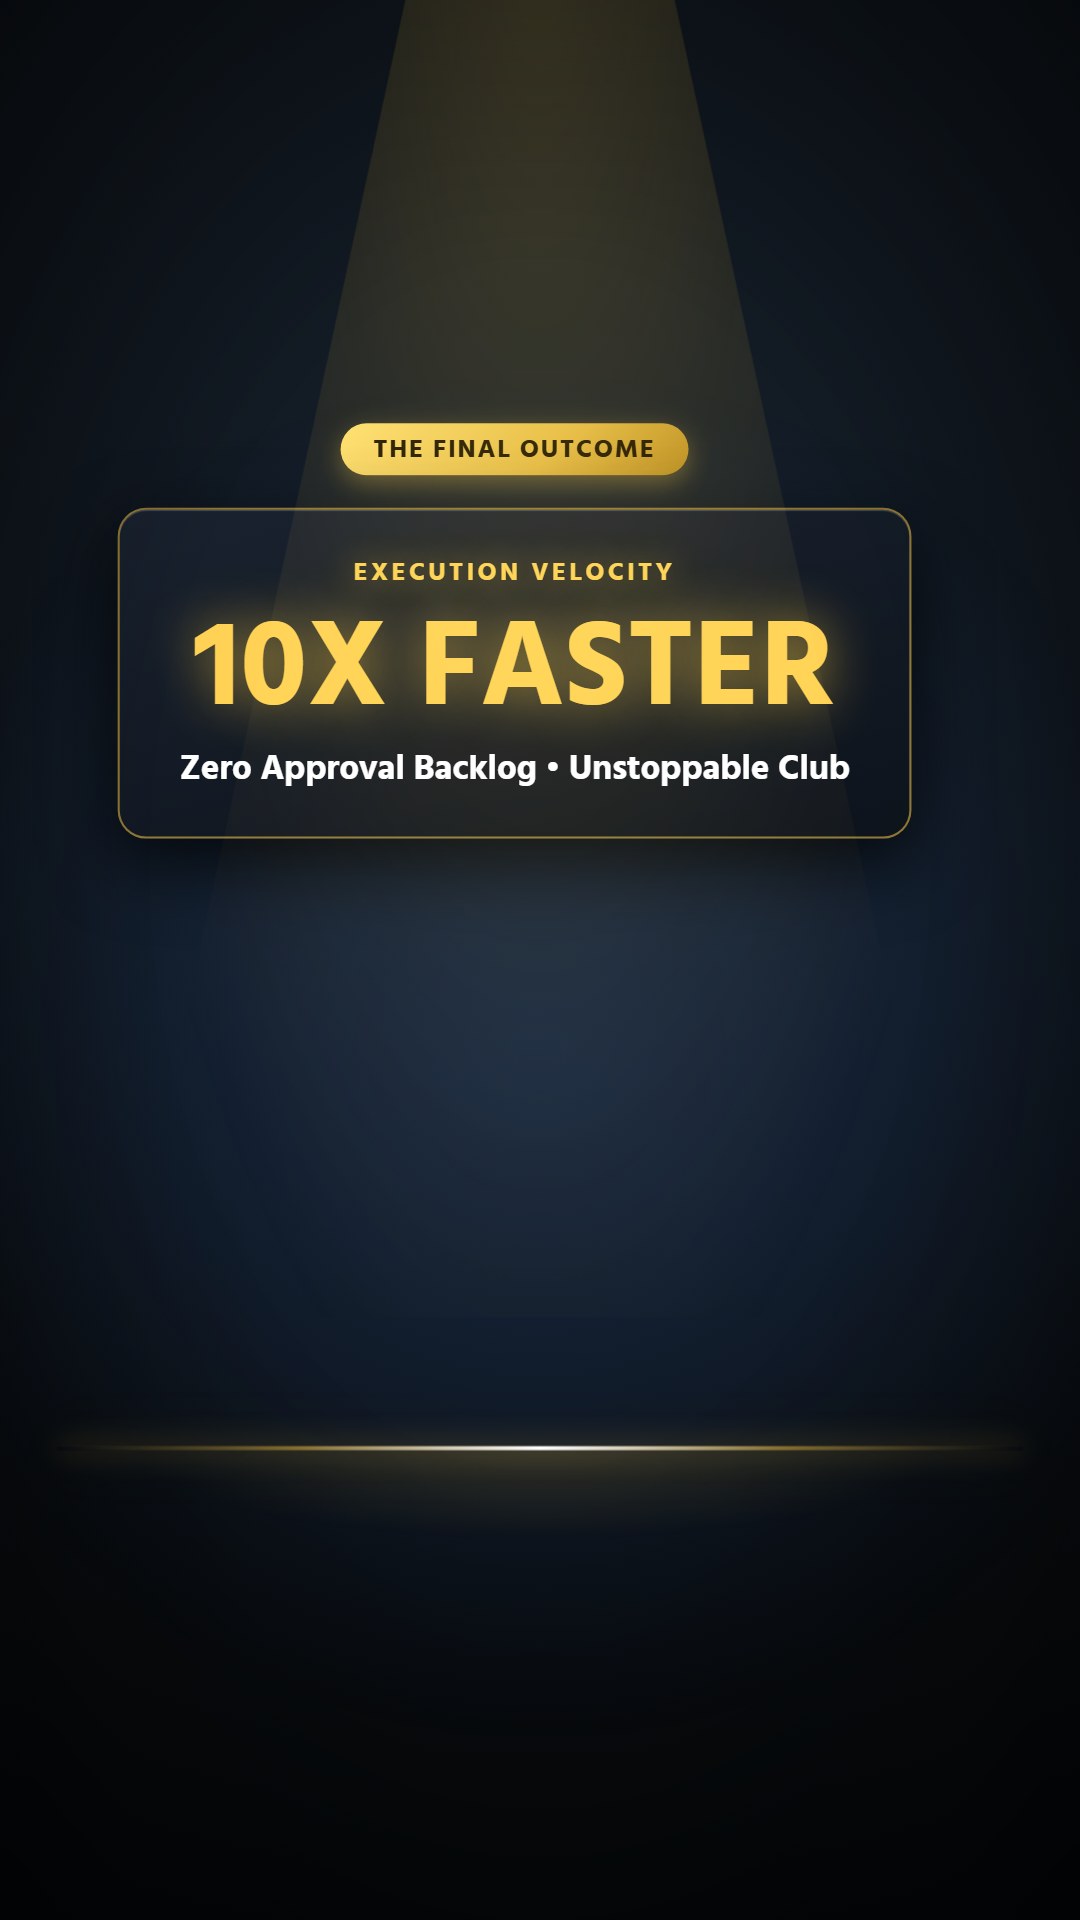 THE FINAL OUTCOME
EXECUTION VELOCITY
10X FASTER
Zero Approval Backlog • Unstoppable Club